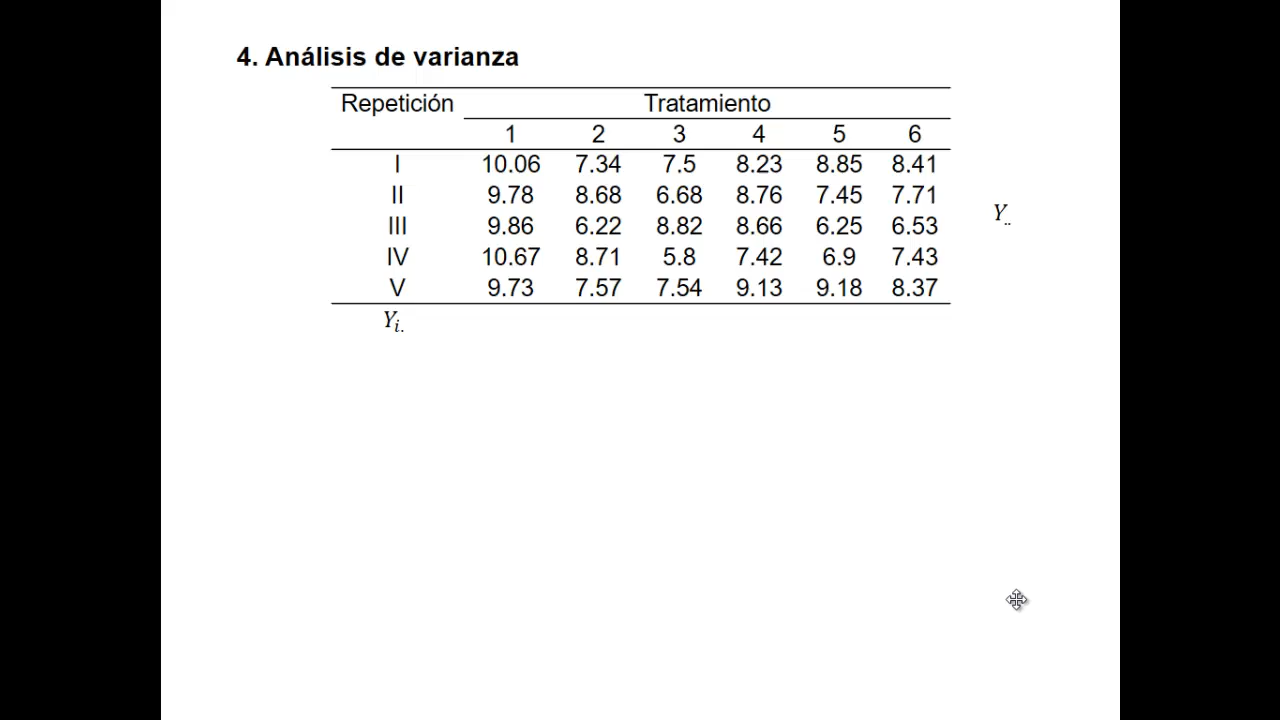 4. Análisis de varianza
Repetición Tratamiento
1 2 3 4 5 6
I 10.06 7.34 7.5 8.23 8.85 8.41
II 9.78 8.68 6.68 8.76 7.45 7.71
III 9.86 6.22 8.82 8.66 6.25 6.53
IV 10.67 8.71 5.8 7.42 6.9 7.43
V 9.73 7.57 7.54 9.13 9.18 8.37
Y..
Yi.